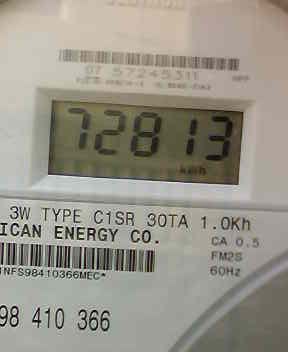 07 57245311
72813
kwh
3W TYPE C1SR 30TA 1.0Kh
ICAN ENERGY CO.
CA 0.5
FM2S
60Hz
1NFS98410366MEC*
98 410 366